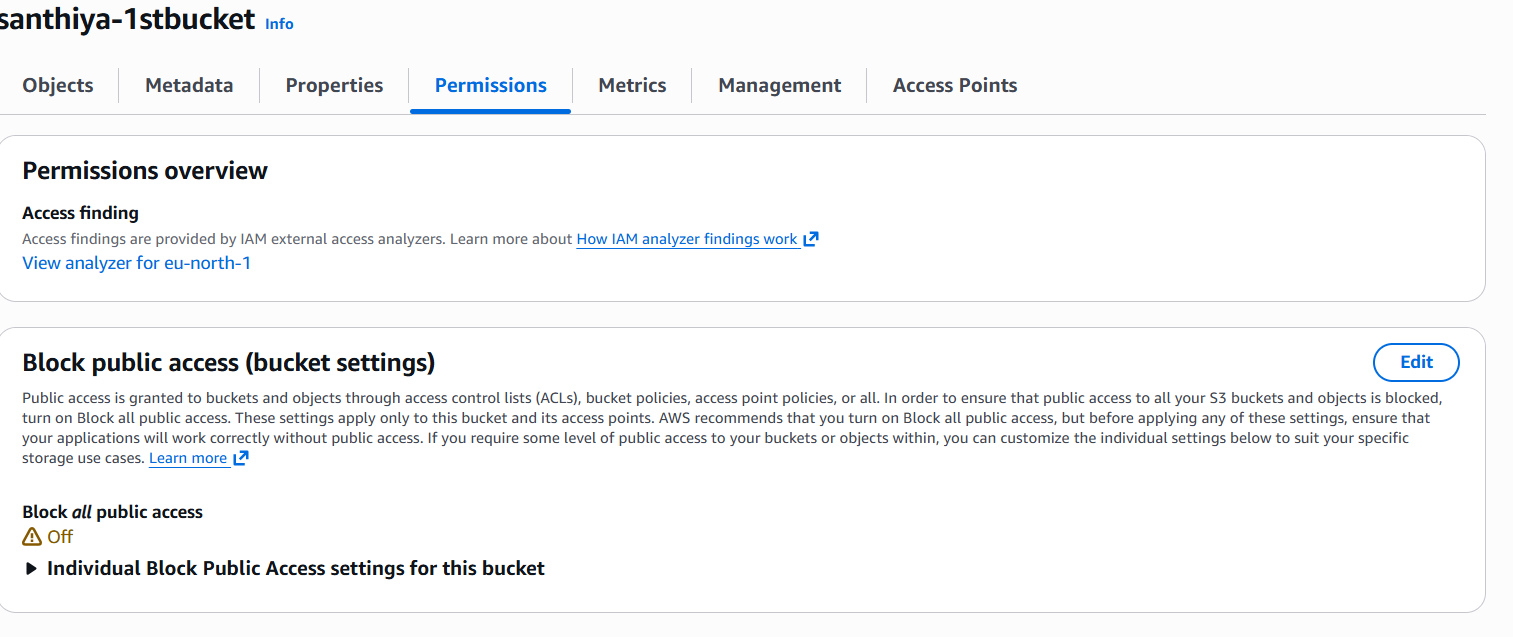 santhiya-1stbucket Info
Objects Metadata Properties Permissions Metrics Management Access Points
Permissions overview
Access finding
Access findings are provided by IAM external access analyzers. Learn more about How IAM analyzer findings work
View analyzer for eu-north-1
Block public access (bucket settings)
Edit
Public access is granted to buckets and objects through access control lists (ACLs), bucket policies, access point policies, or all. In order to ensure that public access to all your S3 buckets and objects is blocked,
turn on Block all public access. These settings apply only to this bucket and its access points. AWS recommends that you turn on Block all public access, but before applying any of these settings, ensure that
your applications will work correctly without public access. If you require some level of public access to your buckets or objects within, you can customize the individual settings below to suit your specific
storage use cases. Learn more
Block all public access
Off
Individual Block Public Access settings for this bucket